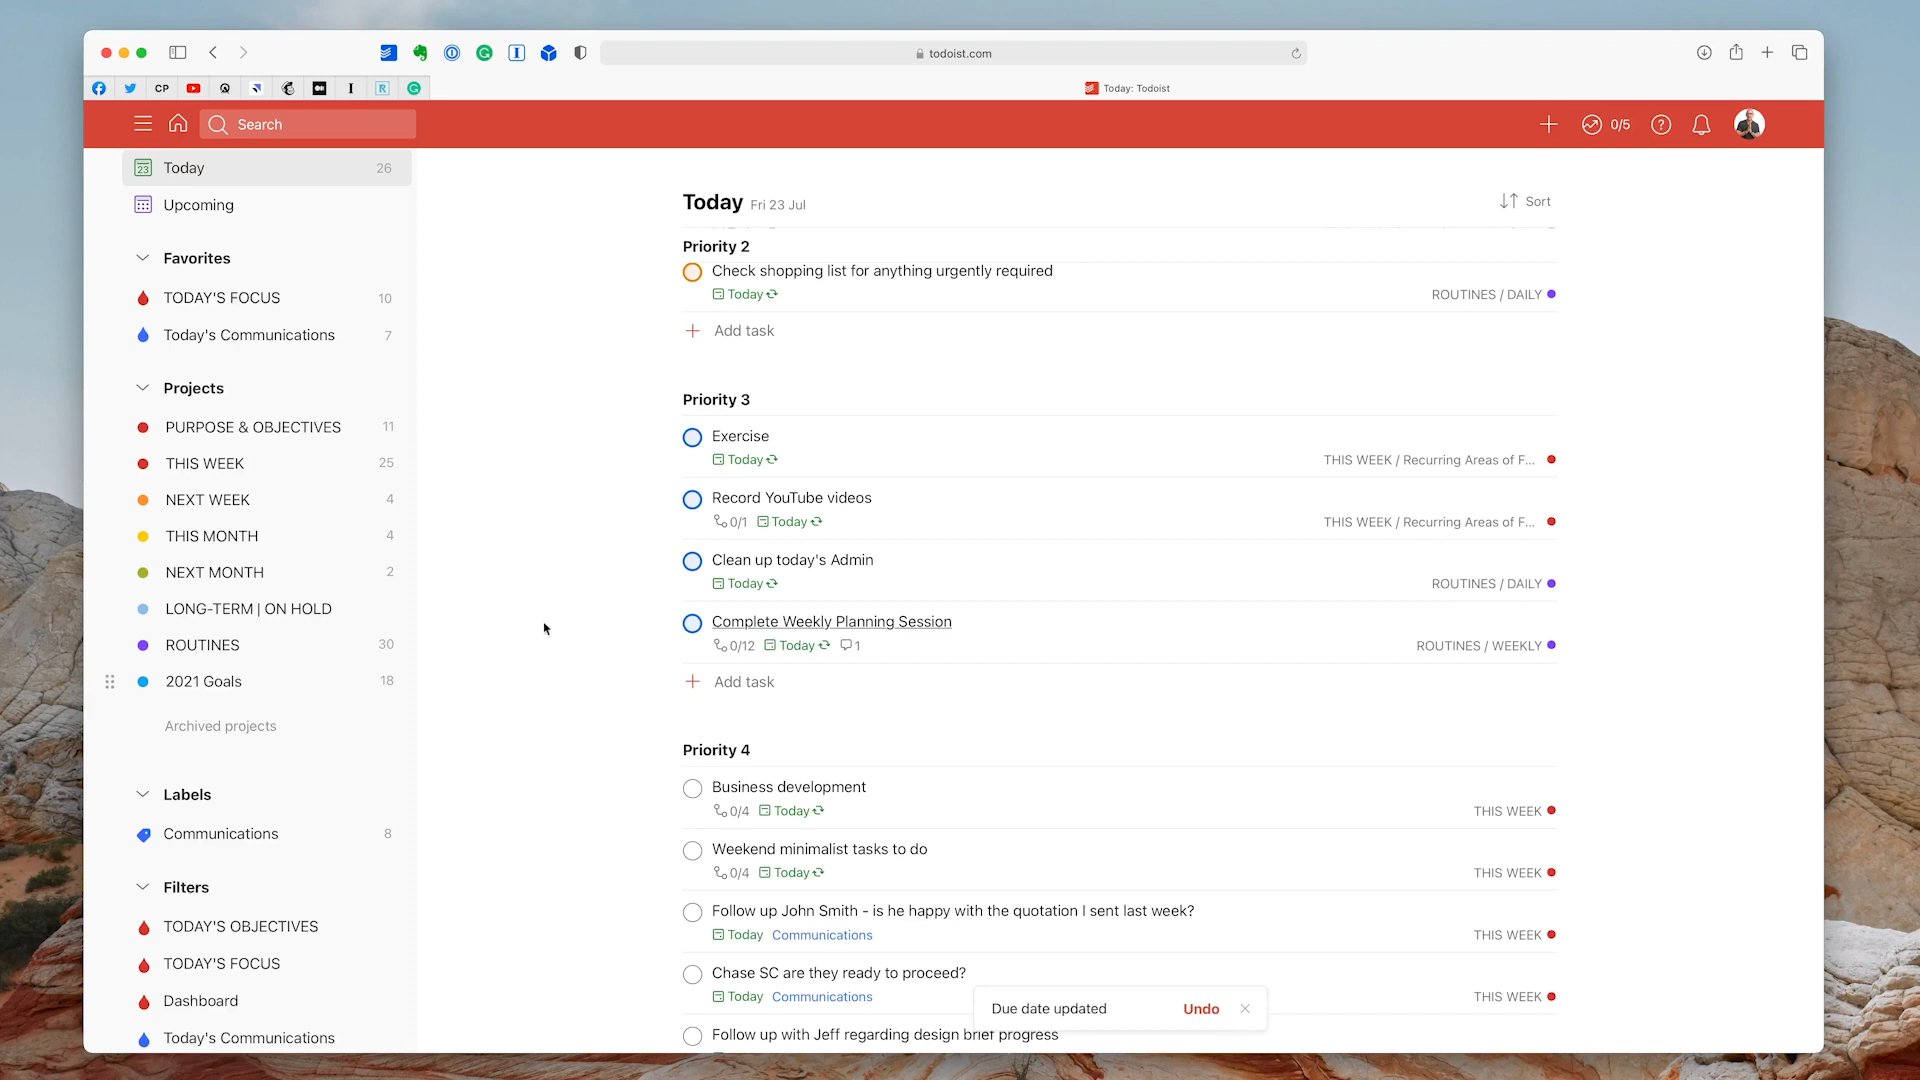 todoist.com
CP
Today: Todoist
Search
0/5
23 Today 26
Upcoming
Favorites
TODAY'S FOCUS 10
Today's Communications 7
Projects
PURPOSE & OBJECTIVES 11
THIS WEEK 25
NEXT WEEK 4
THIS MONTH 4
NEXT MONTH 2
LONG-TERM | ON HOLD
ROUTINES 30
2021 Goals 18
Archived projects
Labels
Communications 8
Filters
TODAY'S OBJECTIVES
TODAY'S FOCUS
Dashboard
Today's Communications
Today Fri 23 Jul
Sort
Priority 2
Check shopping list for anything urgently required
Today ROUTINES / DAILY
Add task
Priority 3
Exercise
Today THIS WEEK / Recurring Areas of F...
Record YouTube videos
0/1 Today THIS WEEK / Recurring Areas of F...
Clean up today's Admin
Today ROUTINES / DAILY
Complete Weekly Planning Session
0/12 Today 1 ROUTINES / WEEKLY
Add task
Priority 4
Business development
0/4 Today THIS WEEK
Weekend minimalist tasks to do
0/4 Today THIS WEEK
Follow up John Smith - is he happy with the quotation I sent last week?
Today Communications THIS WEEK
Chase SC are they ready to proceed?
Today Communications THIS WEEK
Follow up with Jeff regarding design brief progress
Due date updated Undo